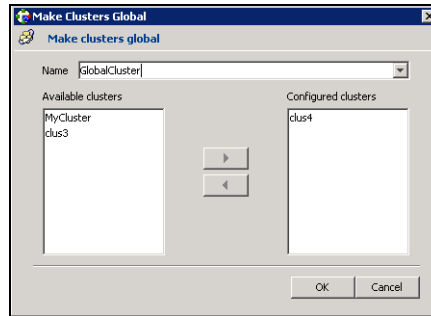 Make Clusters Global
Make clusters global
Name GlobalCluster
Available clusters
MyCluster
clus3
Configured clusters
clus4
OK Cancel